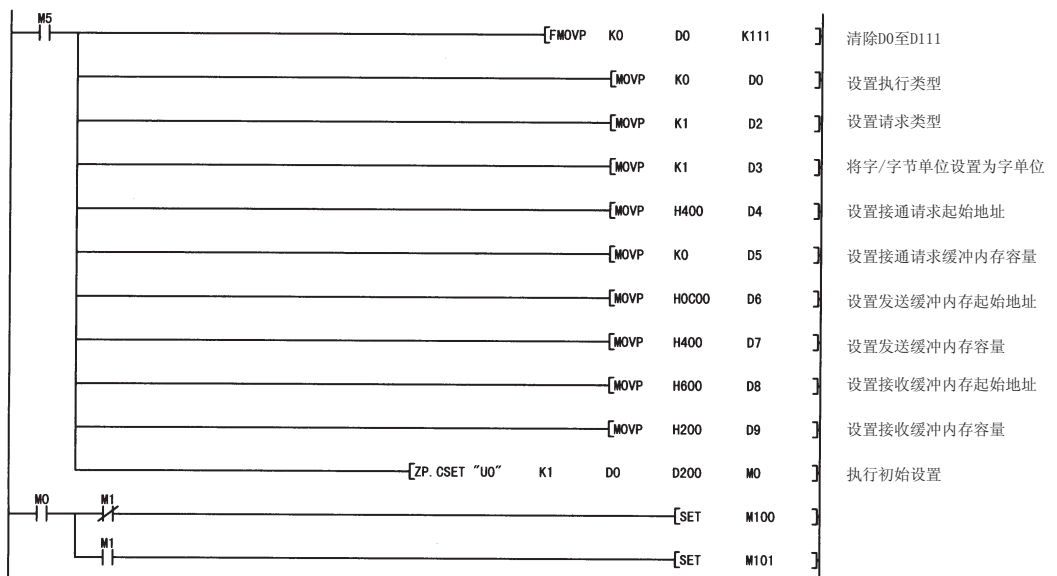 M5
[FMOVP K0 D0 K111 ] 清除D0至D111
[MOVP K0 D0 ] 设置执行类型
[MOVP K1 D2 ] 设置请求类型
[MOVP K1 D3 ] 将字/字节单位设置为字单位
[MOVP H400 D4 ] 设置接通请求起始地址
[MOVP K0 D5 ] 设置接通请求缓冲内存容量
[MOVP H0C00 D6 ] 设置发送缓冲内存起始地址
[MOVP H400 D7 ] 设置发送缓冲内存容量
[MOVP H600 D8 ] 设置接收缓冲内存起始地址
[MOVP H200 D9 ] 设置接收缓冲内存容量
[ZP.CSET "U0" K1 D0 D200 M0 ] 执行初始设置
M0 M1
[SET M100 ]
M1
[SET M101 ]